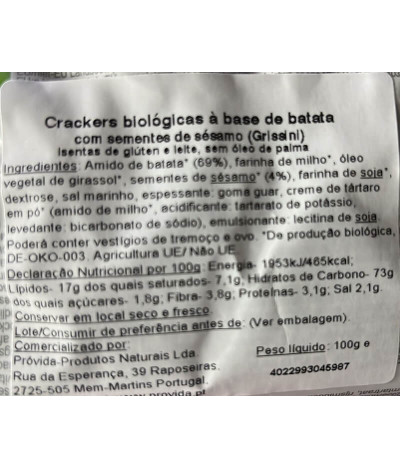 Crackers biológicas à base de batata
com sementes de sésamo (Grissini)
Isentas de glúten e leite, sem óleo de palma
Ingredientes: Amido de batata* (69%), farinha de milho*, óleo
vegetal de girassol*, sementes de sésamo* (4%), farinha de soja*,
dextrose, sal marinho, espessante: goma guar, creme de tártaro
em pó* (amido de milho*, acidificante: tartarato de potássio,
levedante: bicarbonato de sódio), emulsionante: lecitina de soja.
Poderá conter vestígios de tremoço e ovo. *De produção biológica,
DE-OKO-003. Agricultura UE/ Não UE.
Declaração Nutricional por 100g: Energia- 1953kJ/465kcal;
Lípidos- 17g dos quais saturados- 7,1g; Hidratos de Carbono- 73g
dos quais açúcares- 1,8g; Fibra- 3,8g; Proteínas- 3,1g; Sal 2,1g.
Conservar em local seco e fresco.
Lote/Consumir de preferência antes de: (Ver embalagem).
Comercializado por:
Próvida-Produtos Naturais Lda.
Peso líquido: 100g e
Rua da Esperança, 39 Raposeiras.
2725-505 Mem-Martins Portugal.
4022993045987
www.provida.pt